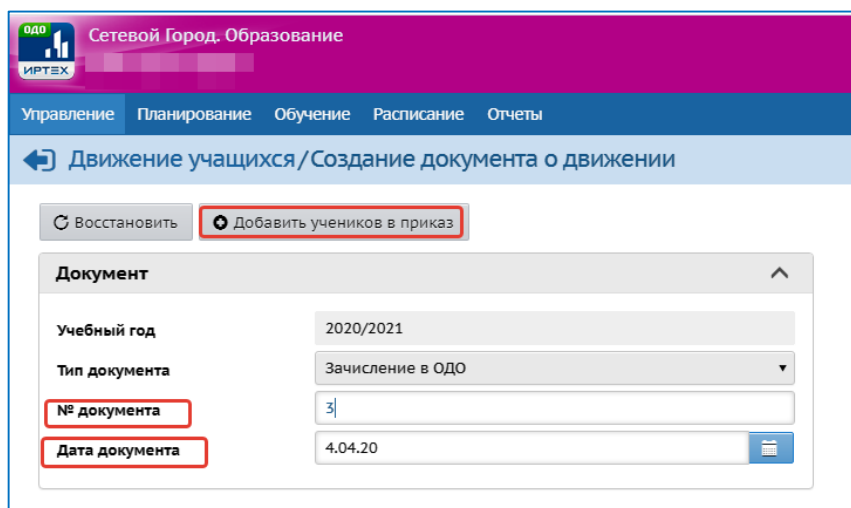 ОДО
ИРТЕХ
Сетевой Город. Образование
Управление Планирование Обучение Расписание Отчеты
Движение учащихся/Создание документа о движении
Восстановить Добавить учеников в приказ
Документ
Учебный год 2020/2021
Тип документа Зачисление в ОДО
№ документа 3
Дата документа 4.04.20